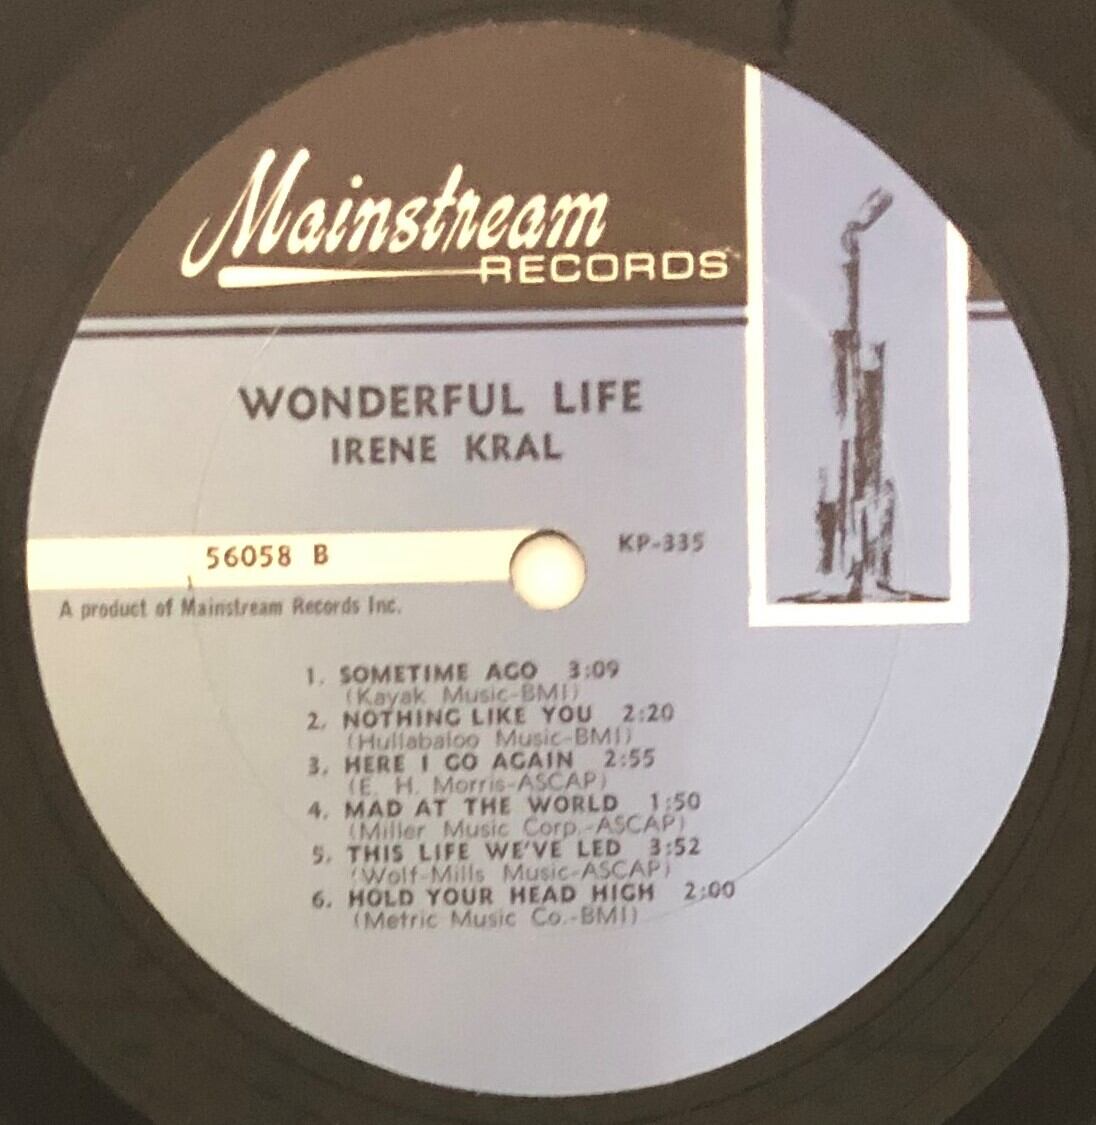 Mainstream
RECORDS
WONDERFUL LIFE
IRENE KRAL
56058 B
KP-335
A product of Mainstream Records Inc.
1. SOMETIME AGO 3:09
(Kayak Music-BMI)
2. NOTHING LIKE YOU 2:20
(Hullabaloo Music-BMI)
3. HERE I GO AGAIN 2:55
(E. H. Morris-ASCAP)
4. MAD AT THE WORLD 1:50
(Miller Music Corp.-ASCAP)
5. THIS LIFE WE'VE LED 3:52
(Wolf-Mills Music-ASCAP)
6. HOLD YOUR HEAD HIGH 2:00
(Metric Music Co.-BMI)